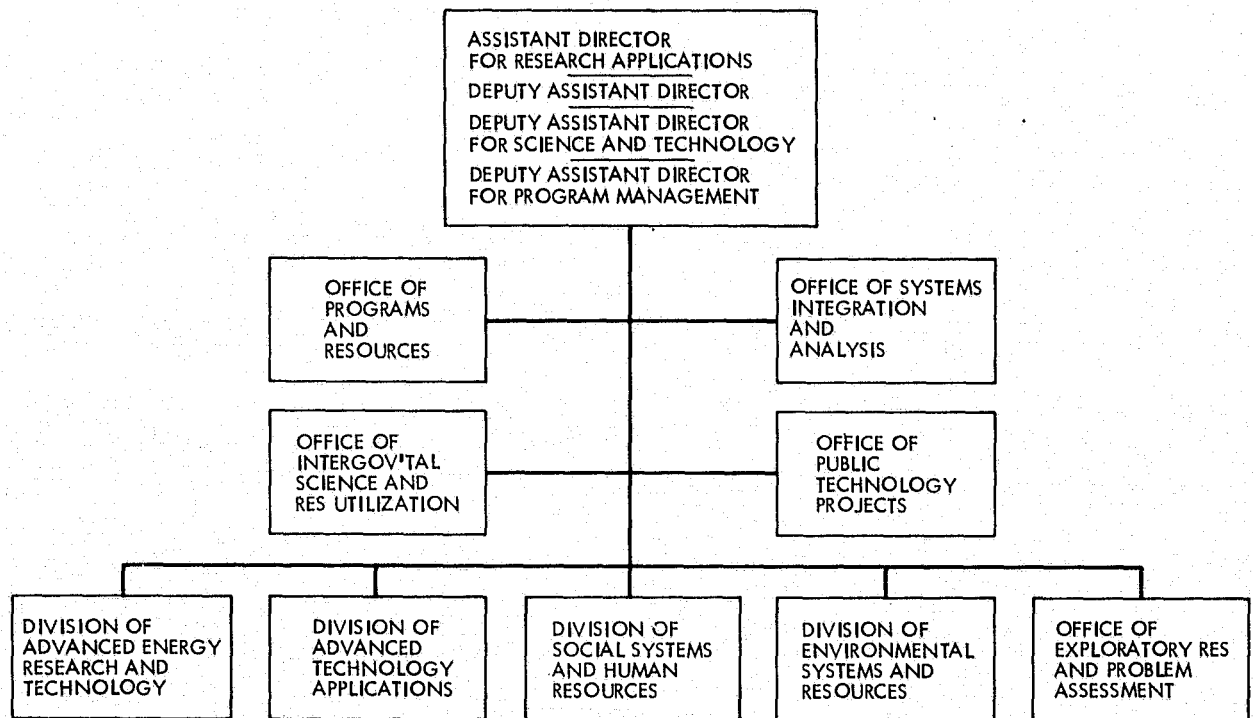 ASSISTANT DIRECTOR
FOR RESEARCH APPLICATIONS
DEPUTY ASSISTANT DIRECTOR
DEPUTY ASSISTANT DIRECTOR
FOR SCIENCE AND TECHNOLOGY
DEPUTY ASSISTANT DIRECTOR
FOR PROGRAM MANAGEMENT
OFFICE OF
PROGRAMS
AND
RESOURCES
OFFICE OF SYSTEMS
INTEGRATION
AND
ANALYSIS
OFFICE OF
INTERGOV'TAL
SCIENCE AND
RES UTILIZATION
OFFICE OF
PUBLIC
TECHNOLOGY
PROJECTS
DIVISION OF
ADVANCED ENERGY
RESEARCH AND
TECHNOLOGY
DIVISION OF
ADVANCED
TECHNOLOGY
APPLICATIONS
DIVISION OF
SOCIAL SYSTEMS
AND HUMAN
RESOURCES
DIVISION OF
ENVIRONMENTAL
SYSTEMS AND
RESOURCES
OFFICE OF
EXPLORATORY RES
AND PROBLEM
ASSESSMENT